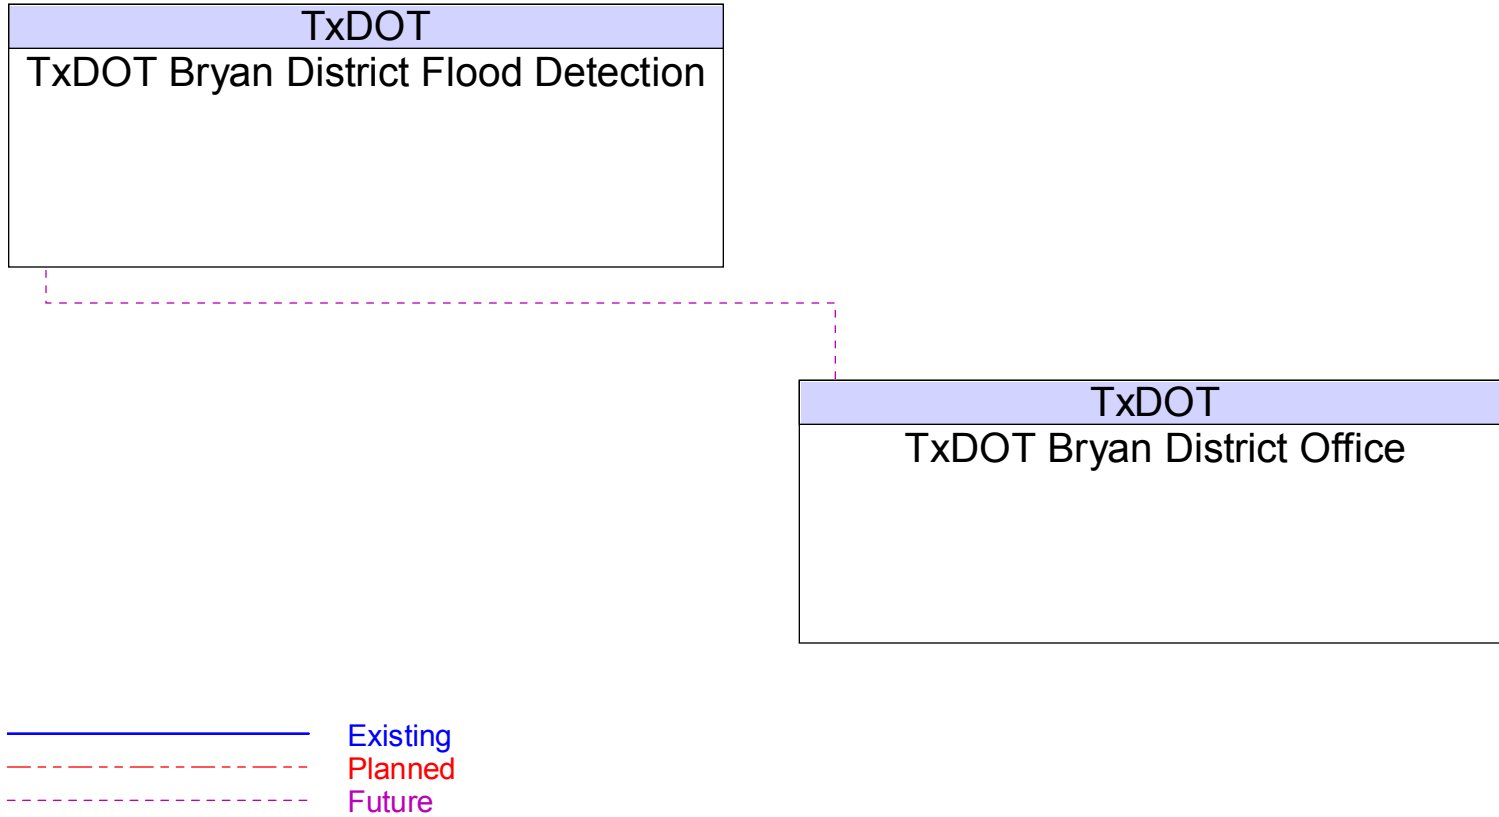 TxDOT
TxDOT Bryan District Flood Detection
TxDOT
TxDOT Bryan District Office
Existing
Planned
Future